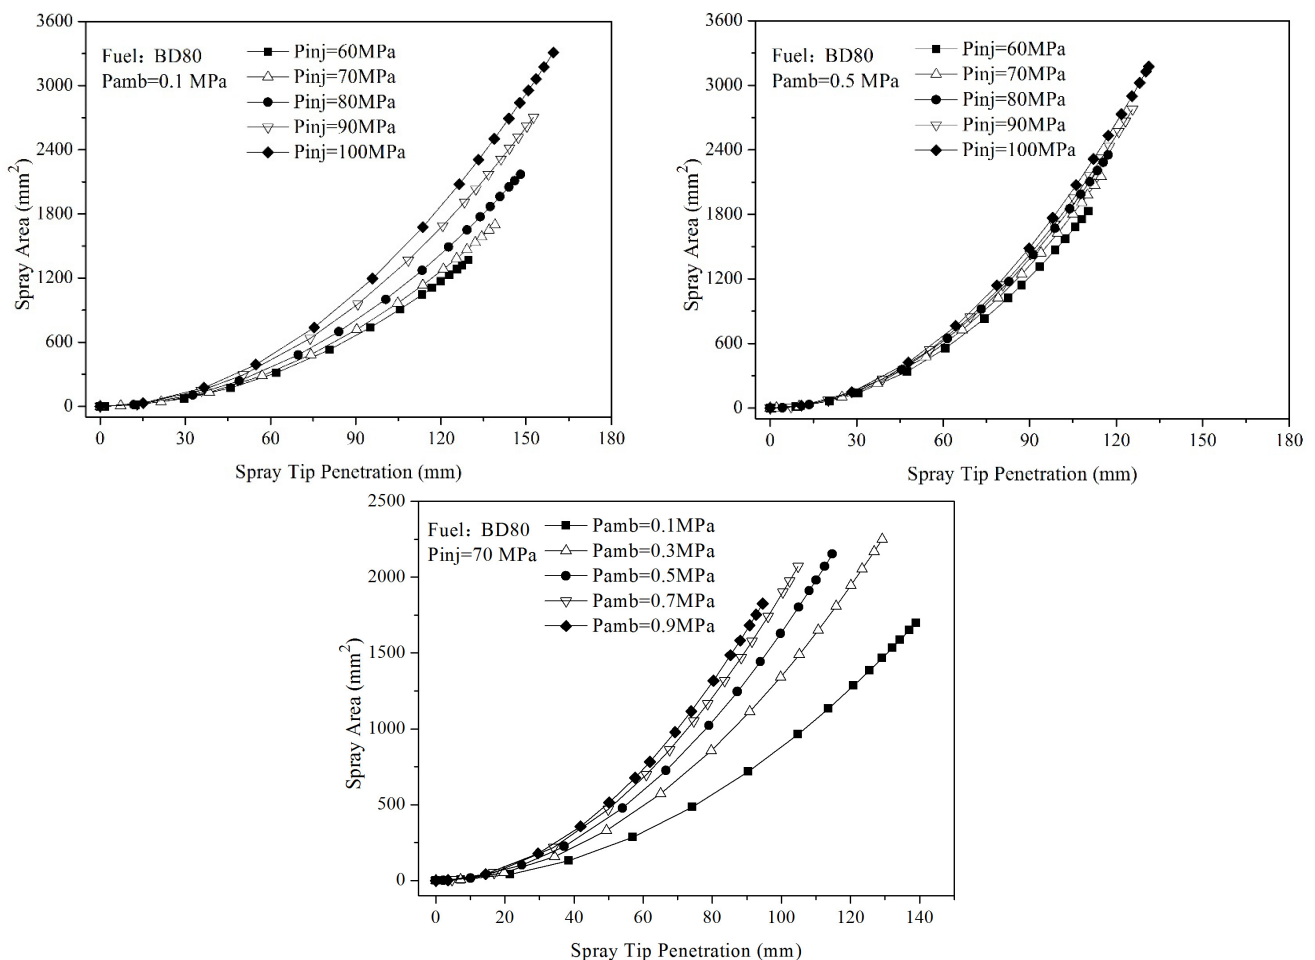 3600
3000
2400
1800
1200
600
0
Spray Area (mm²)
Fuel： BD80
Pamb=0.1 MPa
Pinj=60MPa
Pinj=70MPa
Pinj=80MPa
Pinj=90MPa
Pinj=100MPa
0 30 60 90 120 150 180
Spray Tip Penetration (mm)
3600
3000
2400
1800
1200
600
0
Spray Area (mm²)
Fuel： BD80
Pamb=0.5 MPa
Pinj=60MPa
Pinj=70MPa
Pinj=80MPa
Pinj=90MPa
Pinj=100MPa
0 30 60 90 120 150 180
Spray Tip Penetration (mm)
2500
2000
1500
1000
500
0
Spray Area (mm²)
Fuel： BD80
Pinj=70 MPa
Pamb=0.1MPa
Pamb=0.3MPa
Pamb=0.5MPa
Pamb=0.7MPa
Pamb=0.9MPa
0 20 40 60 80 100 120 140
Spray Tip Penetration (mm)